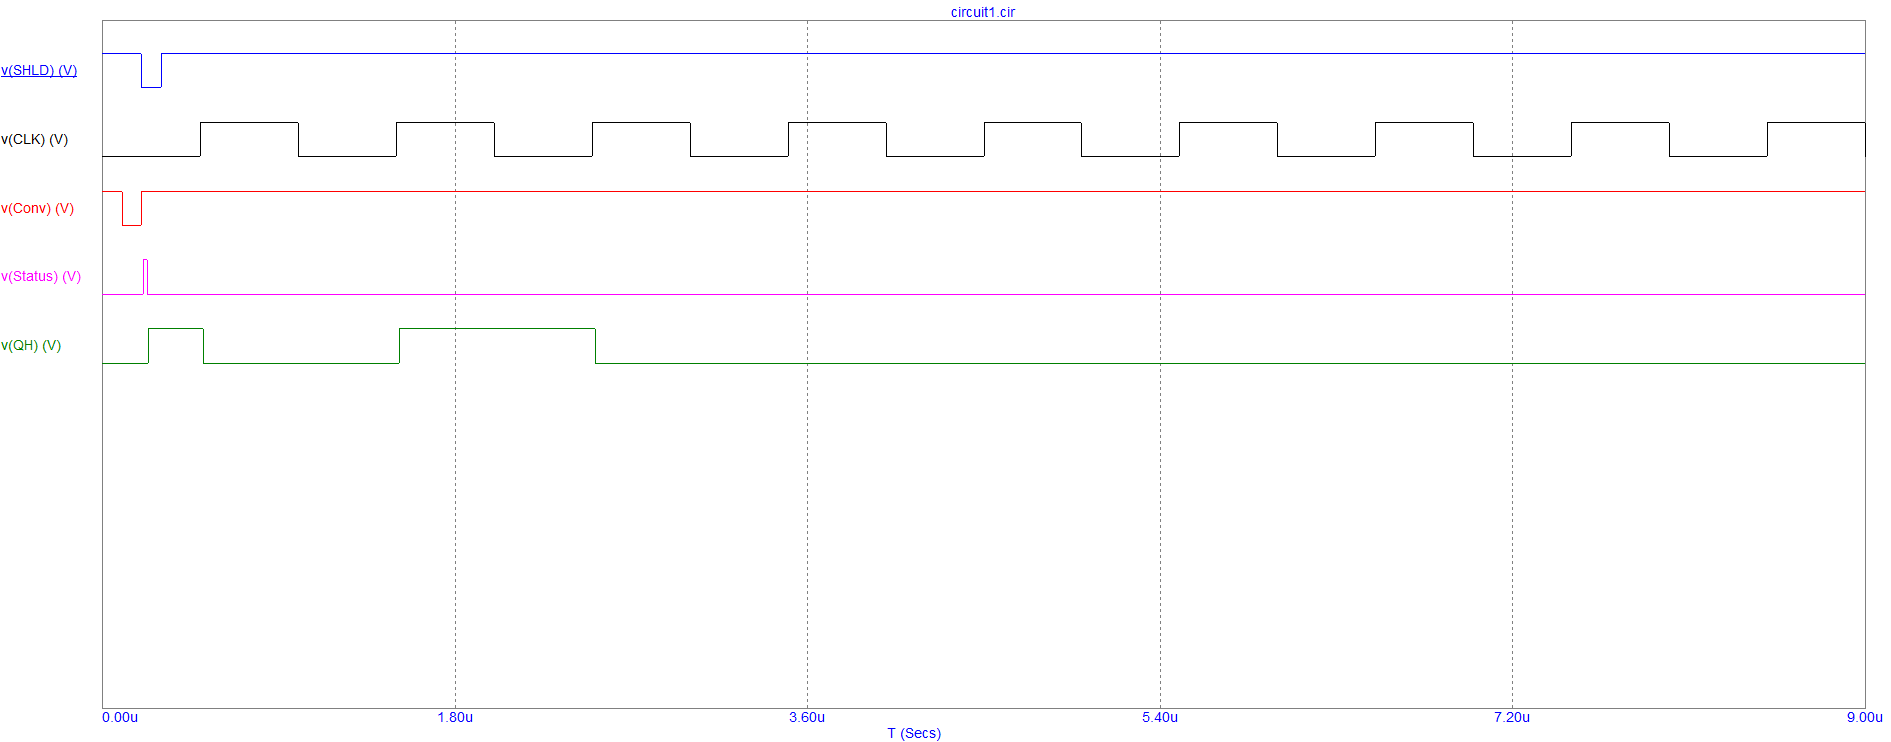 circuit1.cir
v(SHLD) (V)
v(CLK) (V)
v(Conv) (V)
v(Status) (V)
v(QH) (V)
0.00u 1.80u 3.60u 5.40u 7.20u 9.00u
T (Secs)